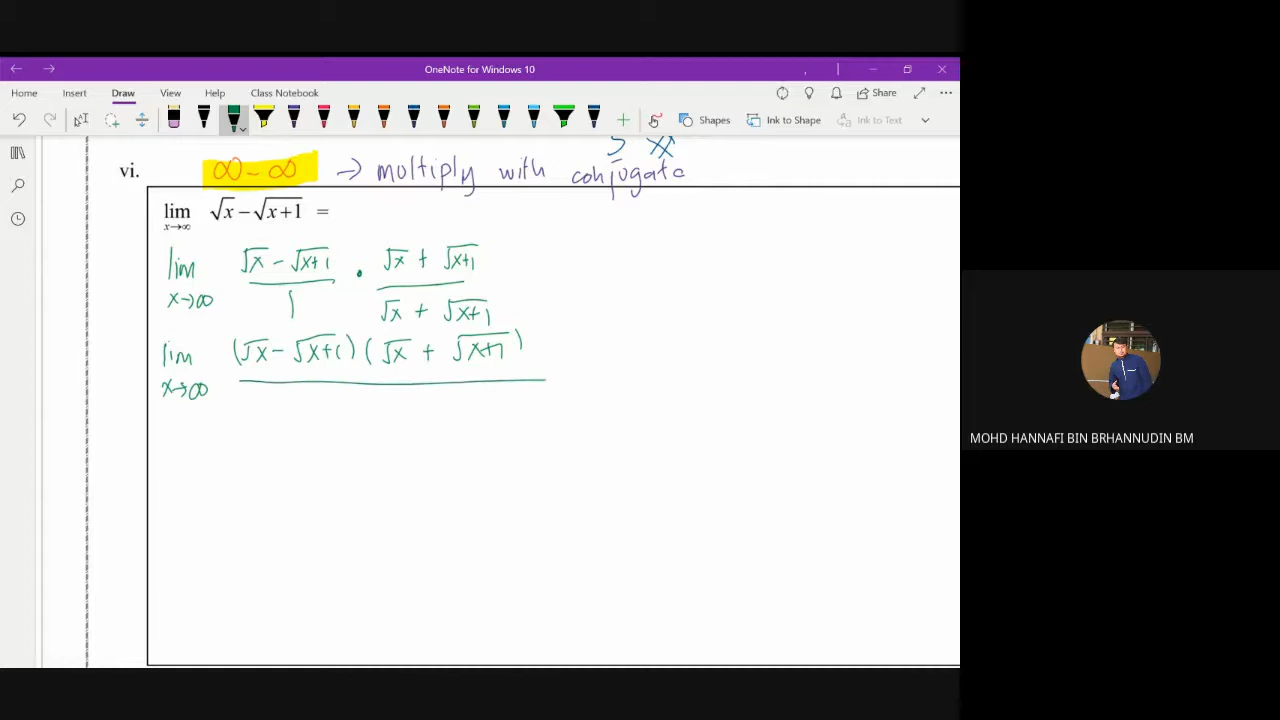 OneNote for Windows 10
Home Insert Draw View Help Class Notebook Share
Shapes Ink to Shape Ink to Text
vi. ∞ - ∞ → multiply with conjugate
lim x→∞ √x − √(x+1) =
lim x→∞ (√x − √(x+1))/1 · (√x + √(x+1))/(√x + √(x+1))
lim x→∞ (√x − √(x+1))(√x + √(x+1))
MOHD HANNAFI BIN BRHANNUDIN BM